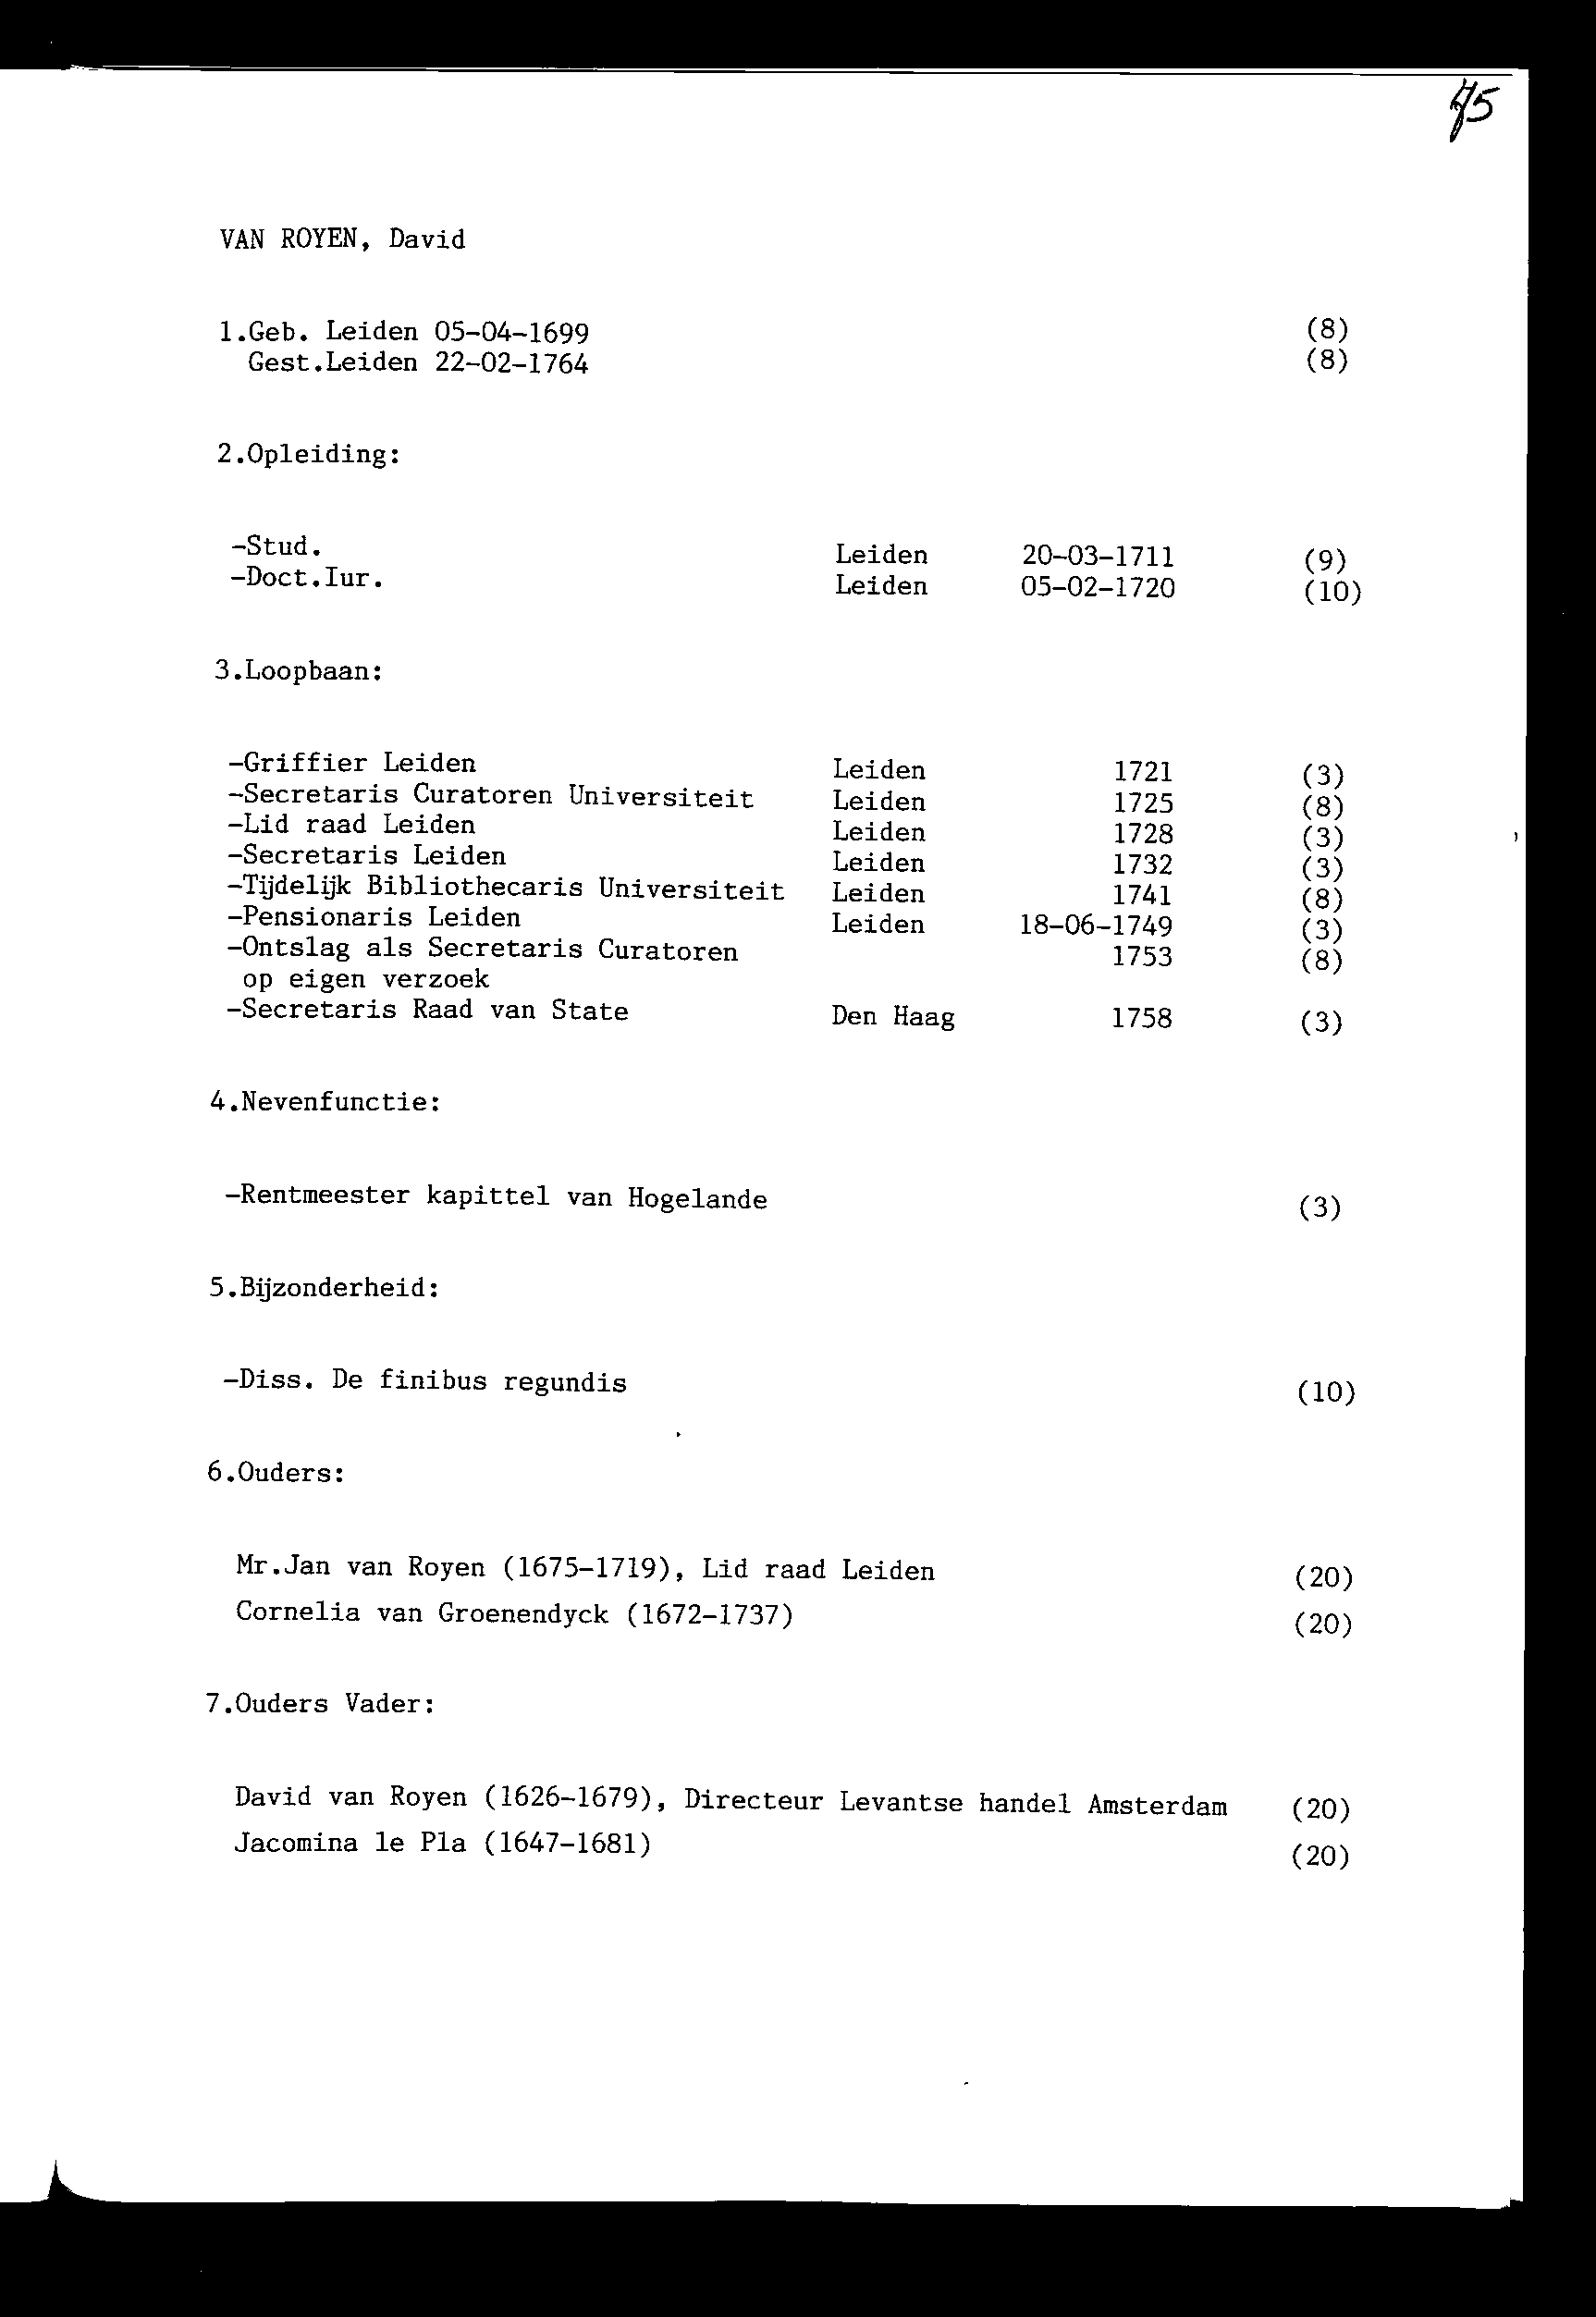 VAN ROYEN, David
1.Geb. Leiden 05-04-1699 (8)
Gest.Leiden 22-02-1764 (8)
2.Opleiding:
-Stud. Leiden 20-03-1711 (9)
-Doct.Iur. Leiden 05-02-1720 (10)
3.Loopbaan:
-Griffier Leiden Leiden 1721 (3)
-Secretaris Curatoren Universiteit Leiden 1725 (8)
-Lid raad Leiden Leiden 1728 (3)
-Secretaris Leiden Leiden 1732 (3)
-Tijdelijk Bibliothecaris Universiteit Leiden 1741 (8)
-Pensionaris Leiden Leiden 18-06-1749 (3)
-Ontslag als Secretaris Curatoren 1753 (8)
op eigen verzoek
-Secretaris Raad van State Den Haag 1758 (3)
4.Nevenfunctie:
-Rentmeester kapittel van Hogelande (3)
5.Bijzonderheid:
-Diss. De finibus regundis (10)
6.Ouders:
Mr.Jan van Royen (1675-1719), Lid raad Leiden (20)
Cornelia van Groenendyck (1672-1737) (20)
7.Ouders Vader:
David van Royen (1626-1679), Directeur Levantse handel Amsterdam (20)
Jacomina le Pla (1647-1681) (20)